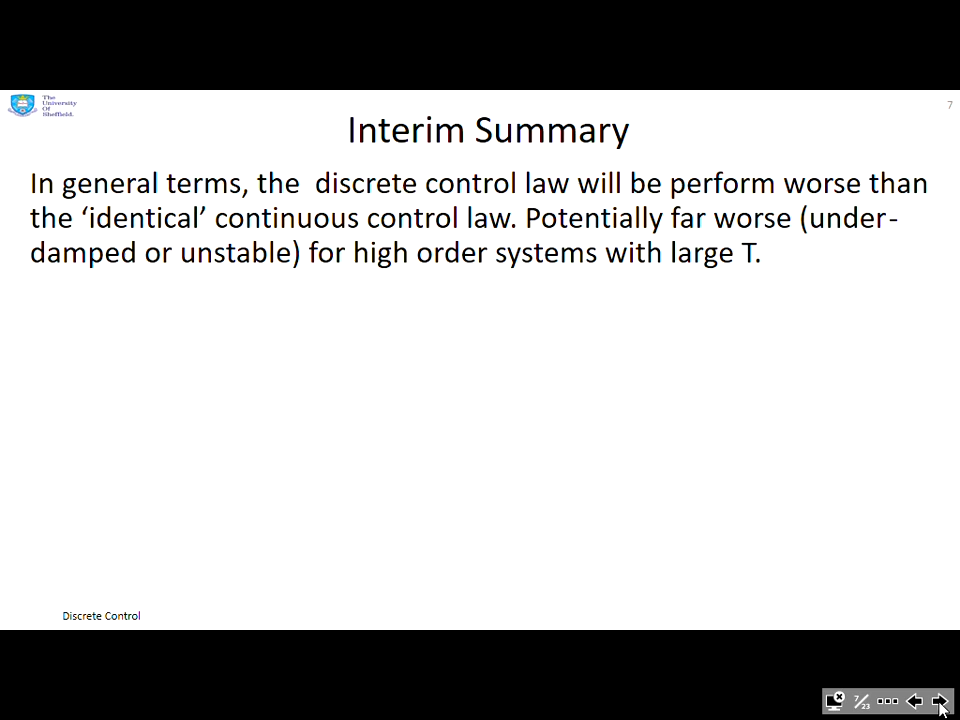 The
University
Of
Sheffield.
7
Interim Summary
In general terms, the  discrete control law will be perform worse than
the ‘identical’ continuous control law. Potentially far worse (under-
damped or unstable) for high order systems with large T.
Discrete Control
7/23